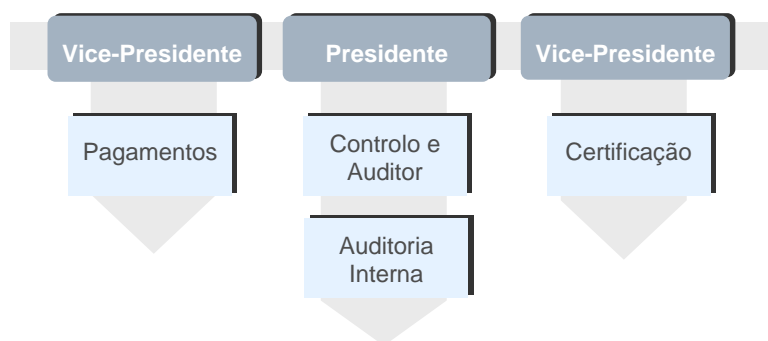 Vice-Presidente
Presidente
Vice-Presidente
Pagamentos
Controlo e
Auditor
Certificação
Auditoria
Interna